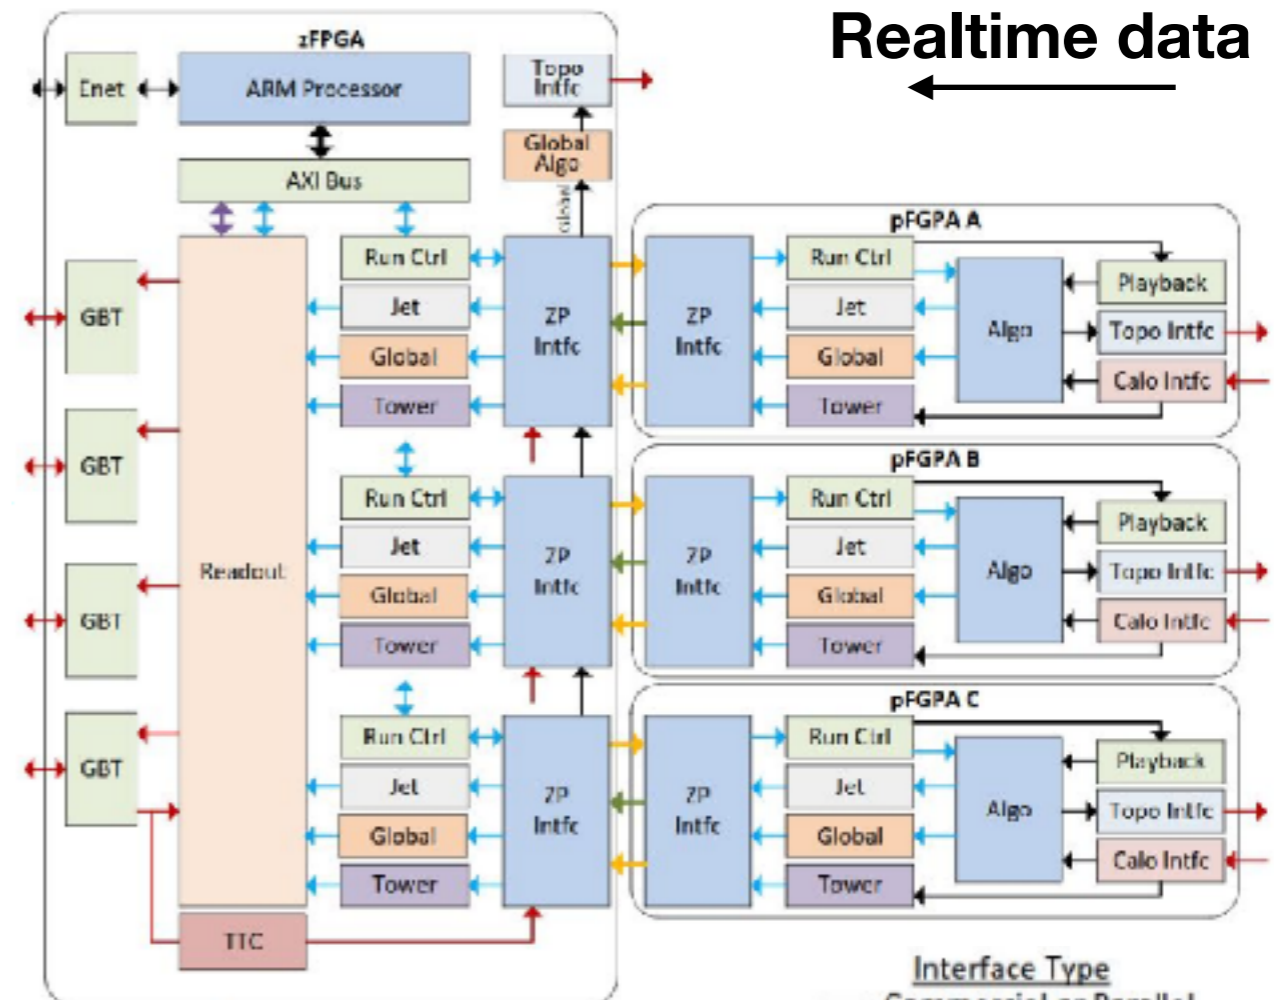 Realtime data
zFPGA
Enet
ARM Processor
Topo
Intfc
Global
Algo
AXI Bus
Global
GBT
GBT
GBT
GBT
Readout
TTC
Run Ctrl
Jet
Global
Tower
ZP
Intfc
Run Ctrl
Jet
Global
Tower
ZP
Intfc
Run Ctrl
Jet
Global
Tower
ZP
Intfc
pFGPA A
ZP
Intfc
Run Ctrl
Jet
Global
Tower
Algo
Playback
Topo Intfc
Calo Intfc
pFGPA B
ZP
Intfc
Run Ctrl
Jet
Global
Tower
Algo
Playback
Topo Intfc
Calo Intfc
pFGPA C
ZP
Intfc
Run Ctrl
Jet
Global
Tower
Algo
Playback
Topo Intfc
Calo Intfc
Interface Type
Commercial or Parallel